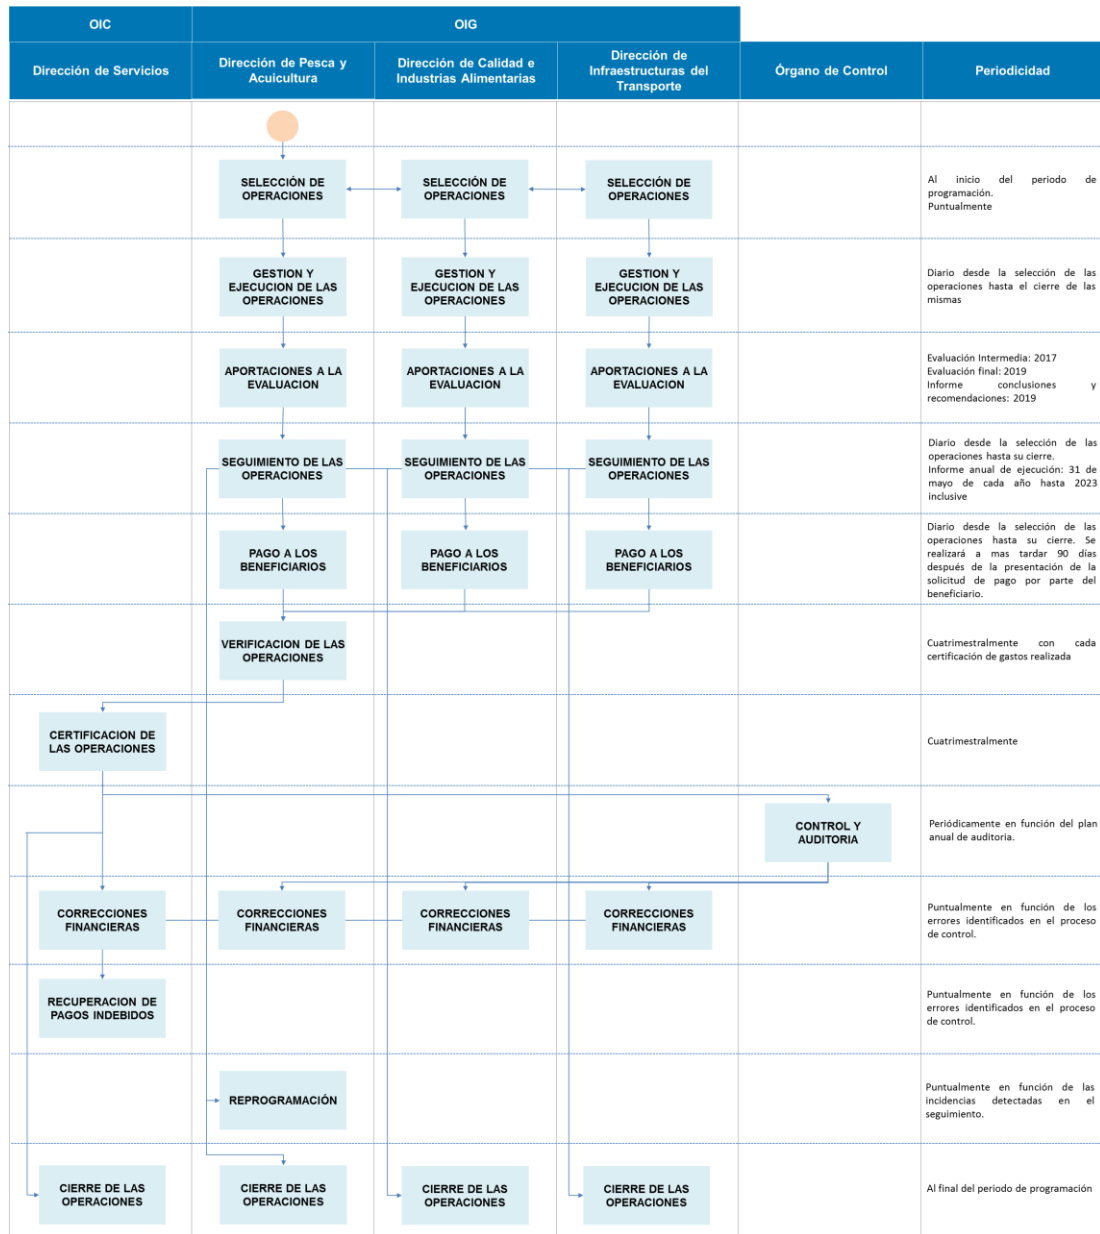 OIC
OIG
Dirección de Servicios
Dirección de Pesca y
Acuicultura
Dirección de Calidad e
Industrias Alimentarias
Dirección de
Infraestructuras del
Transporte
Órgano de Control
Periodicidad
SELECCIÓN DE
OPERACIONES
SELECCIÓN DE
OPERACIONES
SELECCIÓN DE
OPERACIONES
Al inicio del periodo de
programación.
Puntualmente
GESTION Y
EJECUCION DE LAS
OPERACIONES
GESTION Y
EJECUCION DE LAS
OPERACIONES
GESTION Y
EJECUCION DE LAS
OPERACIONES
Diario desde la selección de las
operaciones hasta el cierre de las
mismas
APORTACIONES A LA
EVALUACION
APORTACIONES A LA
EVALUACION
APORTACIONES A LA
EVALUACION
Evaluación Intermedia: 2017
Evaluación final: 2019
Informe conclusiones y
recomendaciones: 2019
SEGUIMIENTO DE LAS
OPERACIONES
SEGUIMIENTO DE LAS
OPERACIONES
SEGUIMIENTO DE LAS
OPERACIONES
Diario desde la selección de las
operaciones hasta su cierre.
Informe anual de ejecución: 31 de
mayo de cada año hasta 2023
inclusive
PAGO A LOS
BENEFICIARIOS
PAGO A LOS
BENEFICIARIOS
PAGO A LOS
BENEFICIARIOS
Diario desde la selección de las
operaciones hasta su cierre. Se
realizará a mas tardar 90 días
después de la presentación de la
solicitud de pago por parte del
beneficiario.
VERIFICACION DE LAS
OPERACIONES
Cuatrimestralmente con cada
certificación de gastos realizada
CERTIFICACION DE
LAS OPERACIONES
Cuatrimestralmente
CONTROL Y
AUDITORIA
Periódicamente en función del plan
anual de auditoria.
CORRECCIONES
FINANCIERAS
CORRECCIONES
FINANCIERAS
CORRECCIONES
FINANCIERAS
CORRECCIONES
FINANCIERAS
Puntualmente en función de los
errores identificados en el proceso
de control.
RECUPERACION DE
PAGOS INDEBIDOS
Puntualmente en función de los
errores identificados en el proceso
de control.
REPROGRAMACIÓN
Puntualmente en función de las
incidencias detectadas en el
seguimiento.
CIERRE DE LAS
OPERACIONES
CIERRE DE LAS
OPERACIONES
CIERRE DE LAS
OPERACIONES
CIERRE DE LAS
OPERACIONES
Al final del periodo de programación